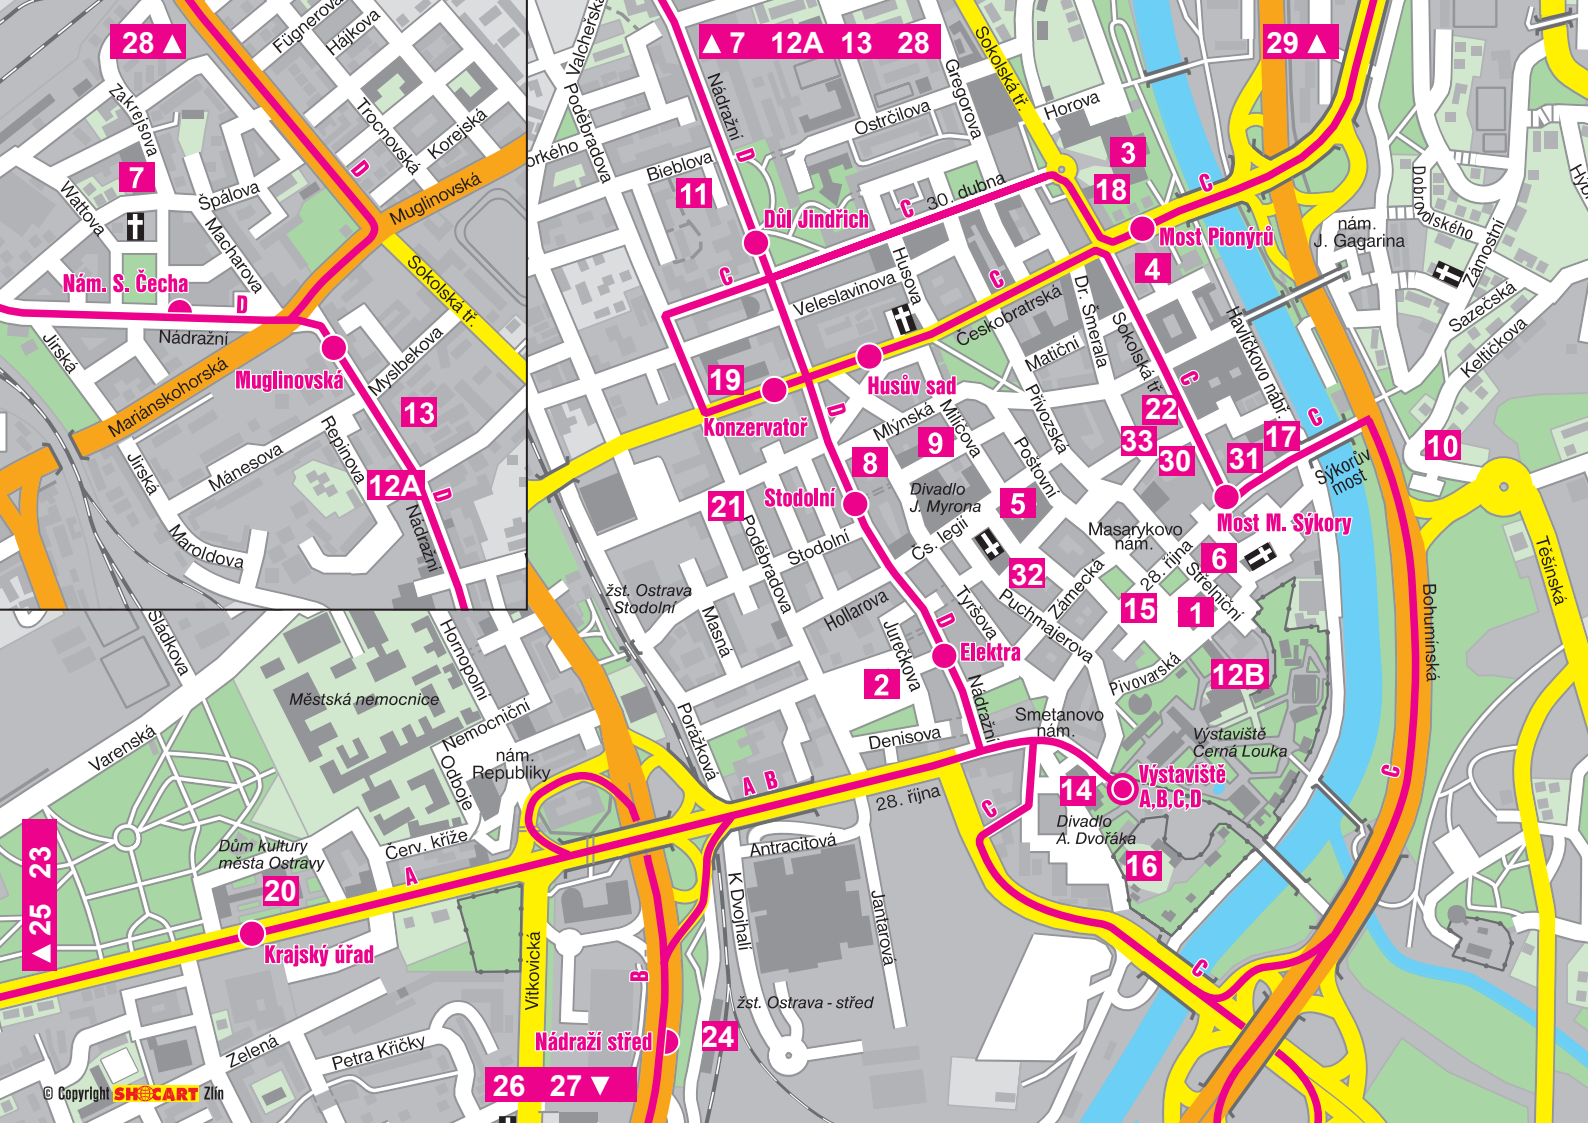 28 ▲
Fügnerova
Hájkova
Zákrejsova
Trocnovská
Korejská
D
Muglinovská
7
Špálova
Wattova
Macharova
Sokolská tř.
Nám. S. Čecha
D
Nádražní
Jirská
Muglinovská
Myslbekova
Mariánskohorská
13
Repinova
Jirská
Mánesova
12A
D
Nádražní
Maroldova
▲ 7 12A 13 28
29 ▲
Valcheřská
Poděbradova
Nádražní
D
Sokolská tř.
Gregorova
Horova
Ostrčilova
Bieblova
orkého
3
11
18
30. dubna
C
C
Důl Jindřich
Most Pionýrů
Dobrovolského
nám.
J. Gagarina
Zámostní
4
C
Husova
C
Veleslavínova
Českobratrská
Dr. Šmerala
Sokolská tř.
Havlíčkovo nábř.
Sazečská
Keltičkova
Matiční
19
Husův sad
C
Konzervatoř
D
Mlýnská
Milíčova
Přívozská
22
C
9
33
17
10
8
Poštovní
30
31
Sýkorův
most
Stodolní
Divadlo
J. Myrona
5
21
Most M. Sýkory
Poděbradova
Čs. legií
Masarykovo
nám.
Stodolní
6
28. října
Střelniční
Těšínská
32
žst. Ostrava
- Stodolní
Zámecká
Hollarova
Tyršova
Puchmajerova
15
1
Bohumínská
Masná
D
Jurečkova
Elektra
Sládkova
Hornopolní
2
Pivovarská
12B
Městská nemocnice
Nádražní
Nemocniční
Smetanovo
nám.
Porážková
Varenská
Denisova
Výstaviště
Černá Louka
nám.
Republiky
Odboje
A B
28. října
C
14
Výstaviště
A,B,C,D
C
Divadlo
A. Dvořáka
Červ. kříže
Antracitová
Dům kultury
města Ostravy
16
▲ 25 23
20
A
K Dvojhalí
Jantarová
Krajský úřad
Vítkovická
B
C
žst. Ostrava - střed
Nádraží střed
24
Zelená
Petra Křičky
26 27 ▼
© Copyright SHOCART Zlín